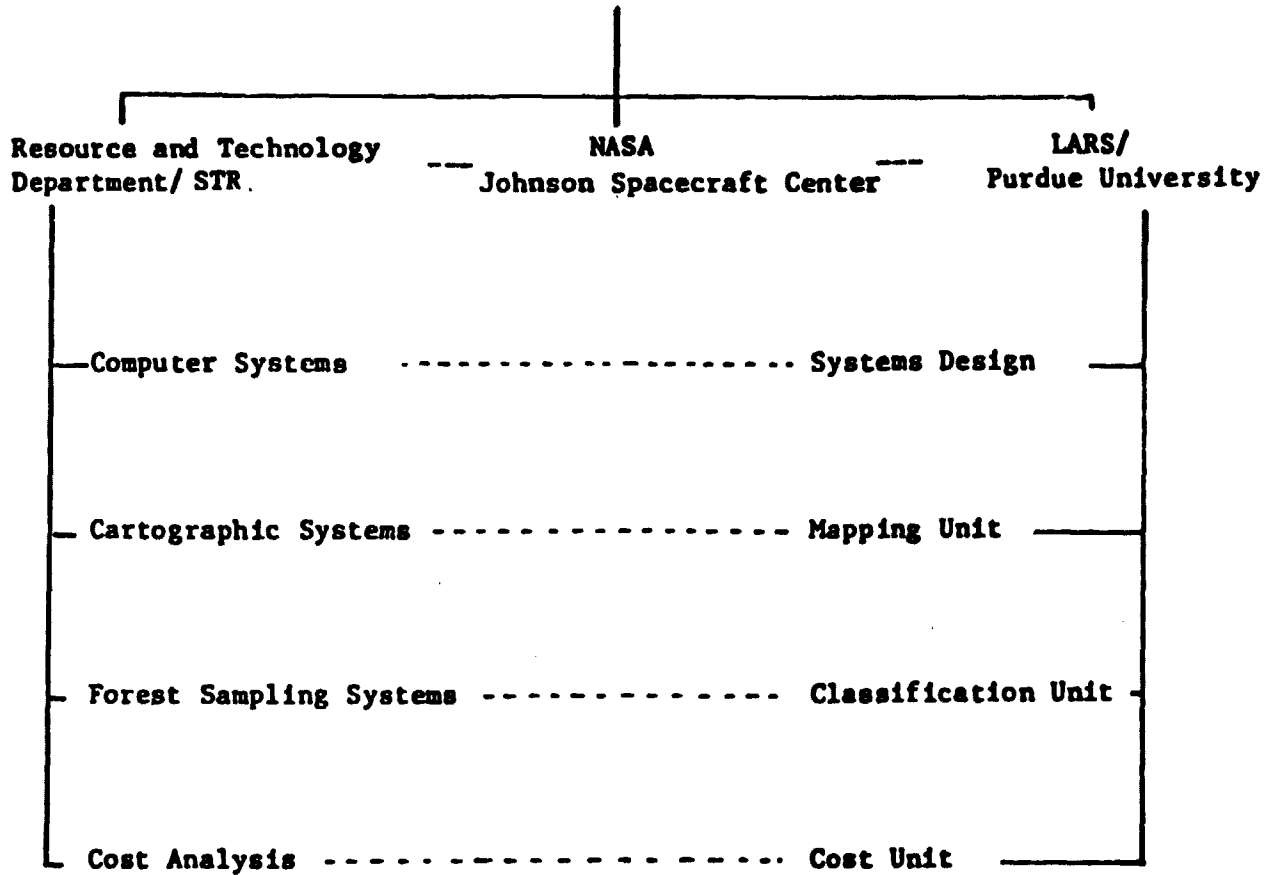 Resource and Technology
Department/ STR.
NASA
Johnson Spacecraft Center
LARS/
Purdue University
Computer Systems
Systems Design
Cartographic Systems
Mapping Unit
Forest Sampling Systems
Classification Unit
Cost Analysis
Cost Unit